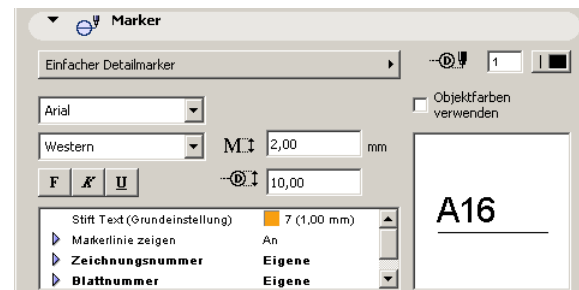 Marker
Einfacher Detailmarker
1
Objektfarben
verwenden
Arial
Western
M 2,00 mm
F K U
D 10,00
A16
Stift Text (Grundeinstellung) 7 (1,00 mm)
Markerlinie zeigen An
Zeichnungsnummer Eigene
Blattnummer Eigene